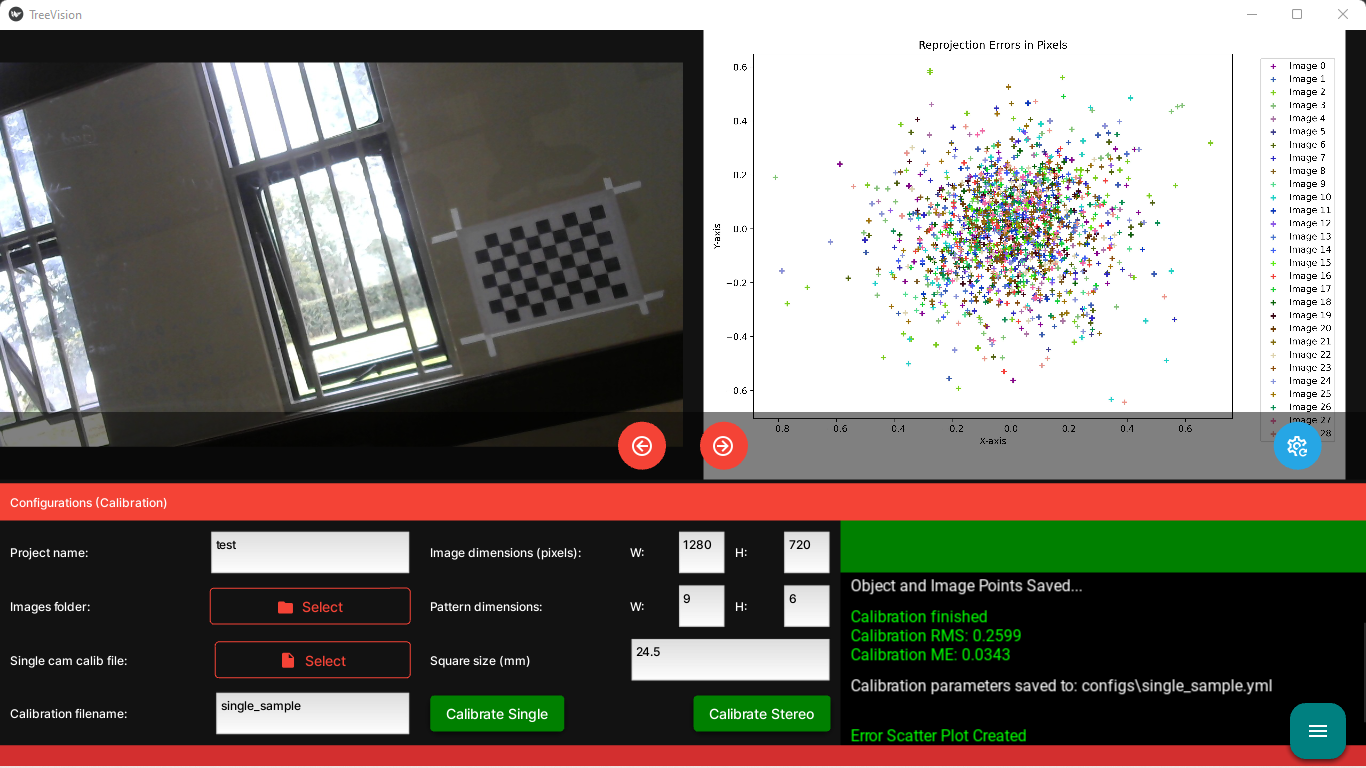 TreeVision
Reprojection Errors in Pixels
0.6
0.4
0.2
0.0
−0.2
−0.4
0.6
Y-axis
0.8
0.6
0.4
0.2
0.0
0.2
0.4
0.6
X-axis
Image 0
Image 1
Image 2
Image 3
Image 4
Image 5
Image 6
Image 7
Image 8
Image 9
Image 10
Image 11
Image 12
Image 13
Image 14
Image 15
Image 16
Image 17
Image 18
Image 19
Image 20
Image 21
Image 22
Image 23
Image 24
Image 25
Image 26
Image 27
28
Configurations (Calibration)
Project name:
test
Image dimensions (pixels):
W:
1280
H:
720
Images folder:
Select
Pattern dimensions:
W:
9
H:
6
Single cam calib file:
Select
Square size (mm)
24.5
Calibration filename:
single_sample
Calibrate Single
Calibrate Stereo
Object and Image Points Saved...
Calibration finished
Calibration RMS: 0.2599
Calibration ME: 0.0343
Calibration parameters saved to: configs\single_sample.yml
Error Scatter Plot Created